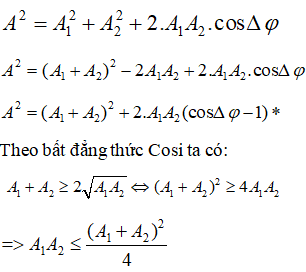 A² = A₁² + A₂² + 2.A₁A₂.cosΔφ
A² = (A₁ + A₂)² − 2A₁A₂ + 2.A₁A₂.cosΔφ
A² = (A₁ + A₂)² + 2.A₁A₂(cosΔφ −1) *
Theo bất đẳng thức Cosi ta có:
A₁ + A₂ ≥ 2√(A₁A₂) ⇔ (A₁ + A₂)² ≥ 4A₁A₂
=> A₁A₂ ≤ (A₁ + A₂)² / 4